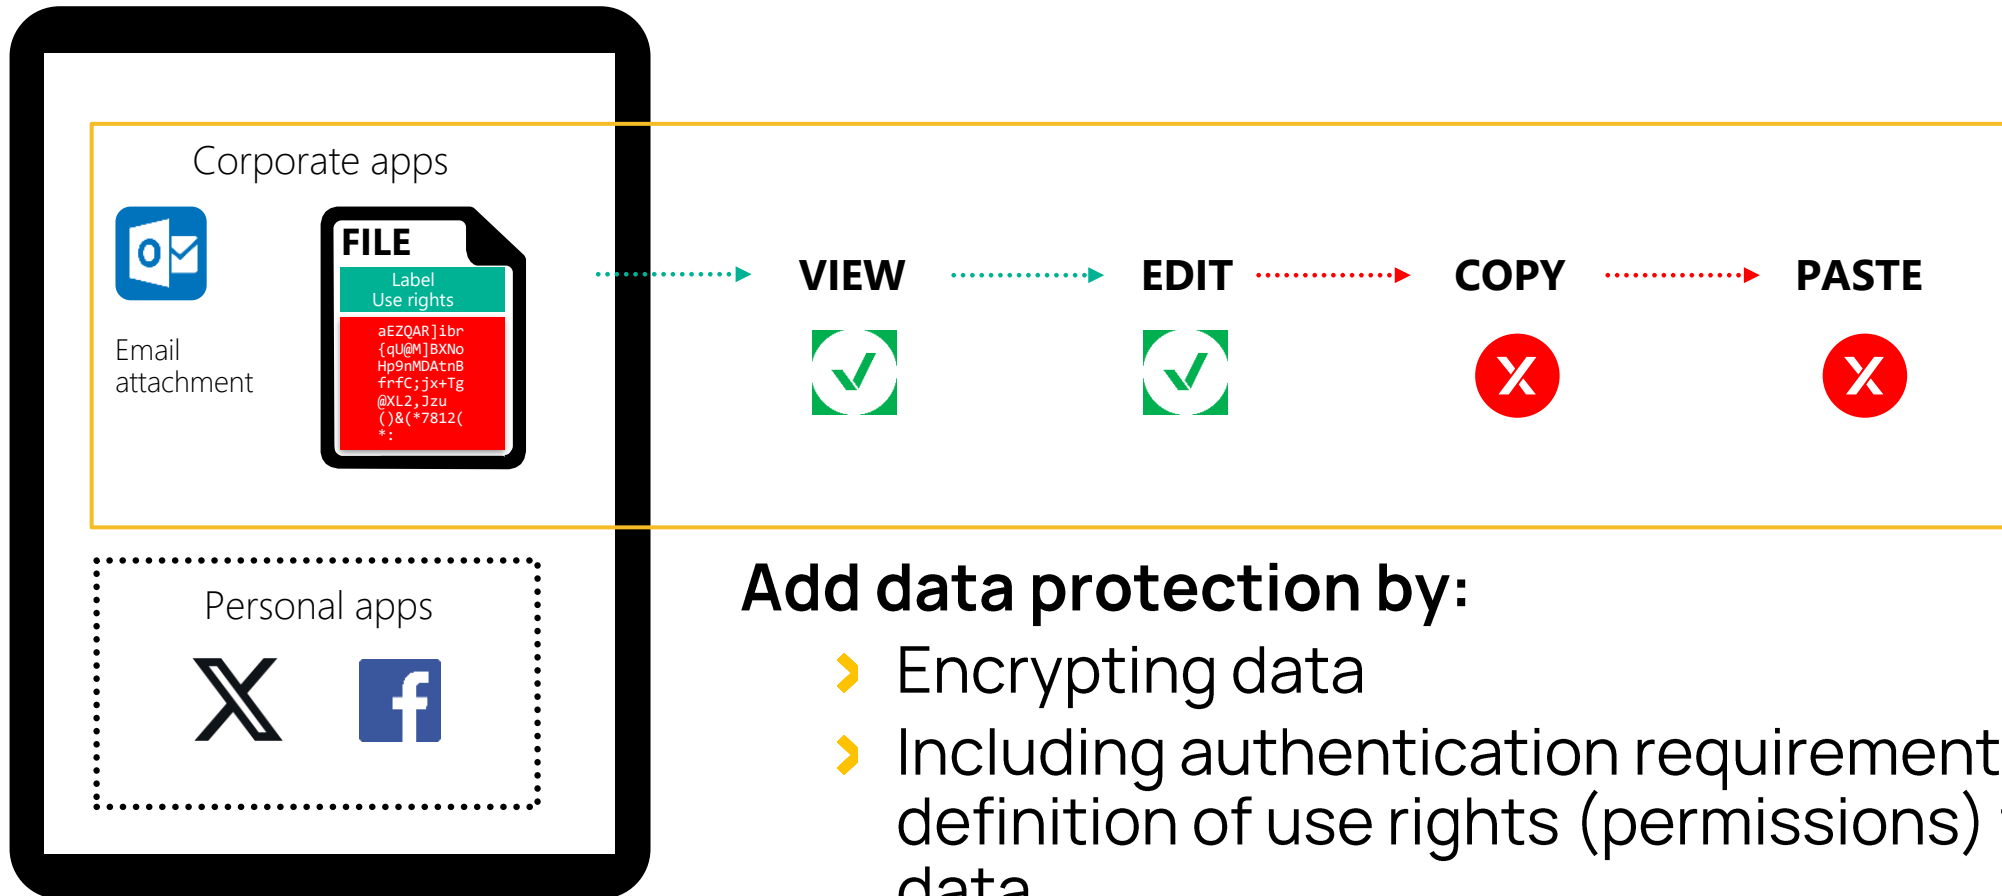 Corporate apps
FILE
Label
Use rights
aEZQAR]ibr
{qU@M]BXNo
Hp9nMDAtnB
frfC;jx+Tg
@XL2,Jzu
()&(*7812(
*:
Email
attachment
VIEW
EDIT
COPY
PASTE
Personal apps
Add data protection by:
Encrypting data
Including authentication requirement
definition of use rights (permissions)
data